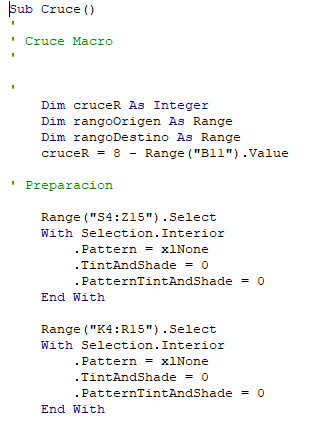 Sub Cruce()
'
' Cruce Macro
'

'
    Dim cruceR As Integer
    Dim rangoOrigen As Range
    Dim rangoDestino As Range
    cruceR = 8 - Range("B11").Value

' Preparacion

    Range("S4:Z15").Select
    With Selection.Interior
        .Pattern = xlNone
        .TintAndShade = 0
        .PatternTintAndShade = 0
    End With

    Range("K4:R15").Select
    With Selection.Interior
        .Pattern = xlNone
        .TintAndShade = 0
        .PatternTintAndShade = 0
    End With